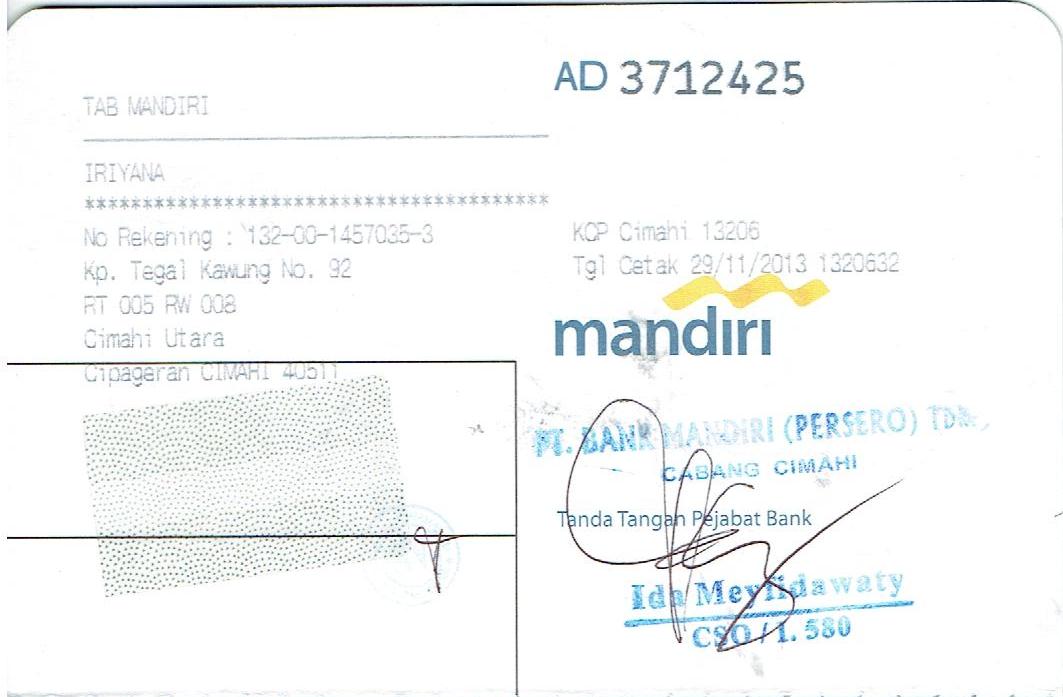 AD 3712425
TAB MANDIRI
IRIYANA
****************************************
No Rekening : 132-00-1457035-3
Kp. Tegal Kawung No. 92
RT 005 RW 008
Cimahi Utara
Cipageran CIMAHI 40511
KCP Cimahi 13206
Tgl Cetak 29/11/2013 1320632
mandiri
PT. BANK MANDIRI (PERSERO) Tbk,
CABANG CIMAHI
Tanda Tangan Pejabat Bank
Ida Meylidawaty
CSO / 1. 580